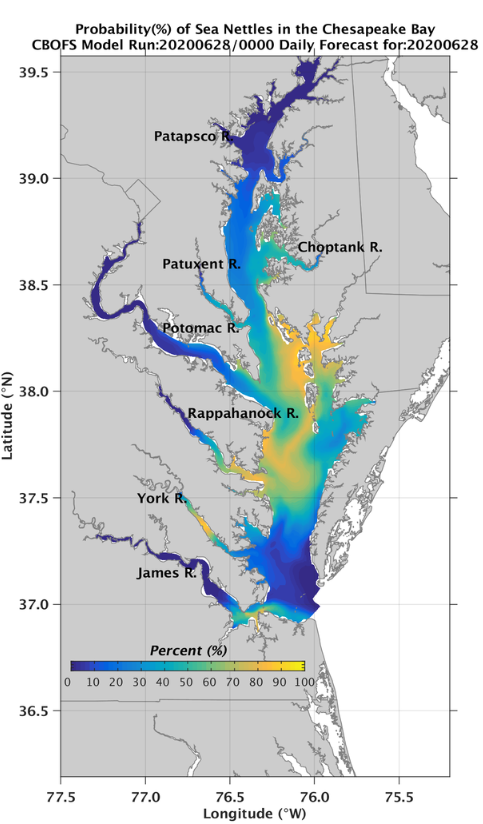 Probability(%) of Sea Nettles in the Chesapeake Bay
CBOFS Model Run:20200628/0000 Daily Forecast for:20200628
39.5
Patapsco R.
39.0
Choptank R.
Patuxent R.
38.5
Potomac R.
Latitude (°N)
38.0
Rappahanock R.
37.5
York R.
James R.
37.0
Percent (%)
0 10 20 30 40 50 60 70 80 90 100
36.5
77.5 77.0 76.5 76.0 75.5
Longitude (°W)